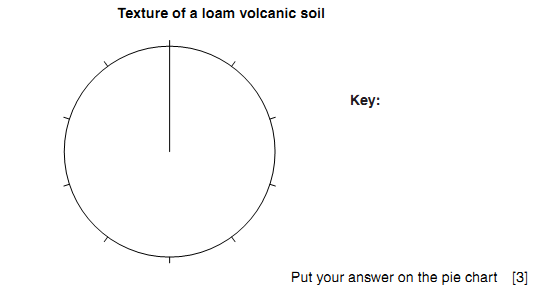 Texture of a loam volcanic soil
Key:
Put your answer on the pie chart [3]